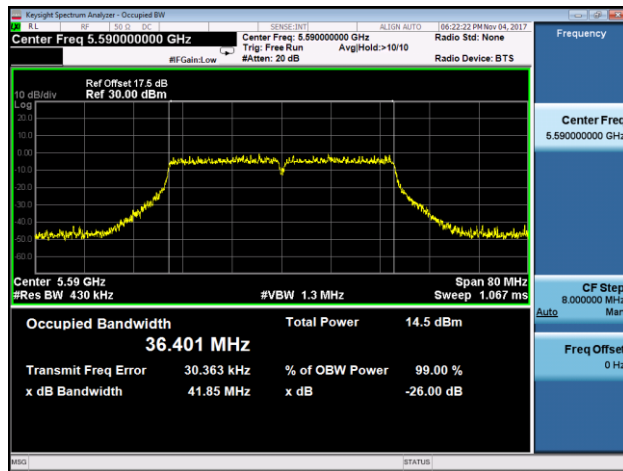 Keysight Spectrum Analyzer - Occupied BW
RL RF 50 Ω DC SENSE:INT ALIGN AUTO 06:22:22 PM Nov 04, 2017
Center Freq 5.590000000 GHz
Center Freq: 5.590000000 GHz Radio Std: None
Trig: Free Run Avg|Hold:>10/10
#IFGain:Low #Atten: 20 dB Radio Device: BTS
Ref Offset 17.5 dB
10 dB/div Ref 30.00 dBm
Log
20.0
10.0
0.00
-10.0
-20.0
-30.0
-40.0
-50.0
-60.0
Center 5.59 GHz Span 80 MHz
#Res BW 430 kHz #VBW 1.3 MHz Sweep 1.067 ms
Occupied Bandwidth Total Power 14.5 dBm
36.401 MHz
Transmit Freq Error 30.363 kHz % of OBW Power 99.00 %
x dB Bandwidth 41.85 MHz x dB -26.00 dB
MSG STATUS
Frequency
Center Freq
5.590000000 GHz
CF Step
8.000000 MHz
Auto Man
Freq Offset
0 Hz